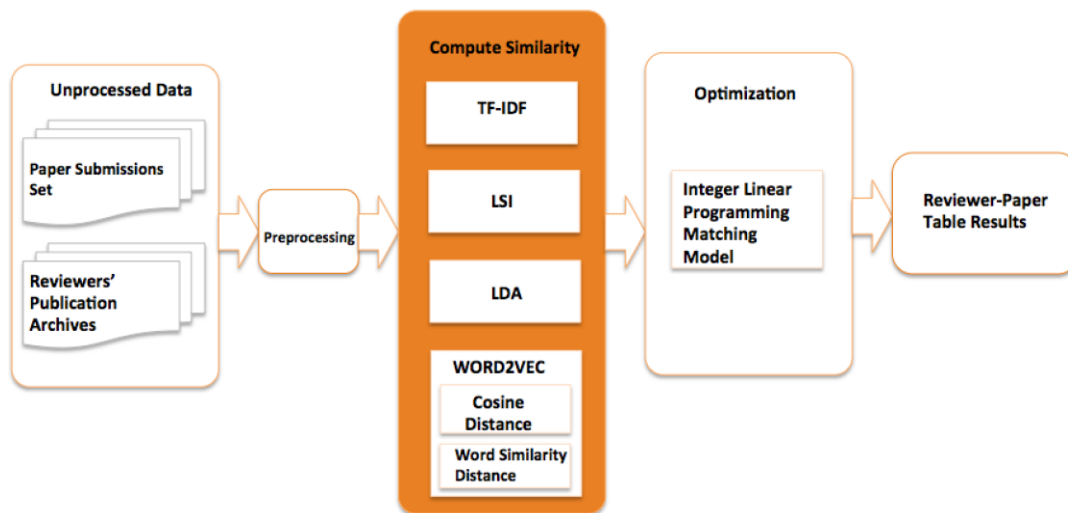 Unprocessed Data
Paper Submissions
Set
Reviewers'
Publication
Archives
Preprocessing
Compute Similarity
TF-IDF
LSI
LDA
WORD2VEC
Cosine
Distance
Word Similarity
Distance
Optimization
Integer Linear
Programming
Matching
Model
Reviewer-Paper
Table Results